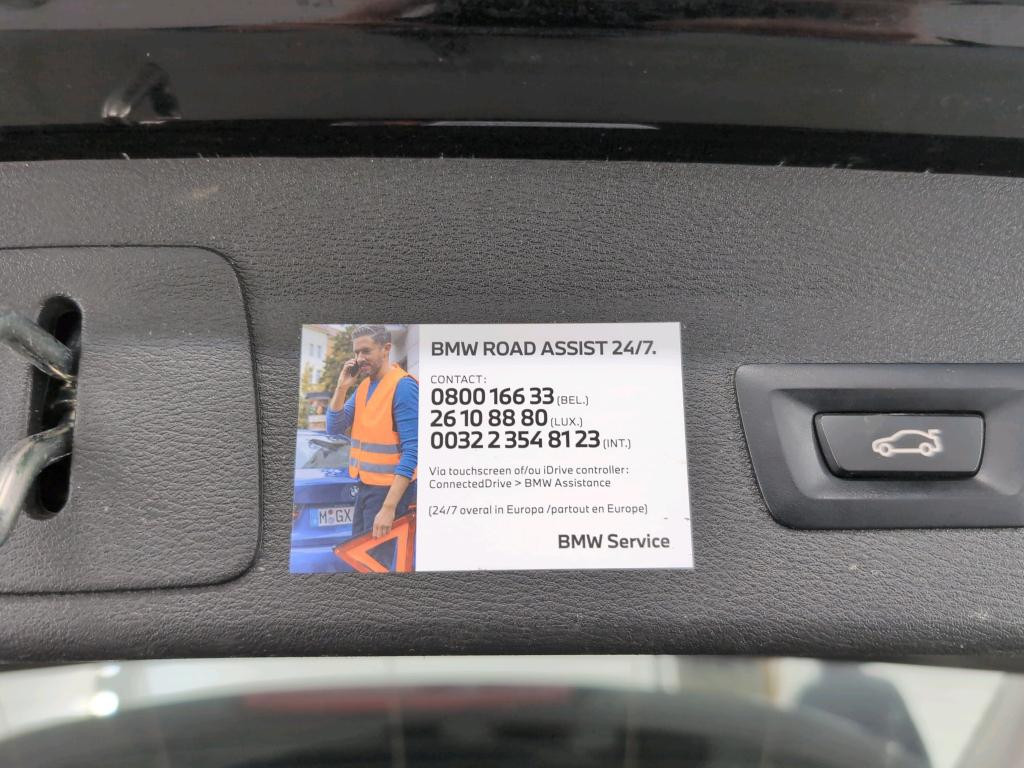 BMW ROAD ASSIST 24/7.
CONTACT:
0800 166 33 (BEL.)
26 10 88 80 (LUX.)
0032 2 354 81 23 (INT.)
Via touchscreen of/ou iDrive controller:
ConnectedDrive > BMW Assistance
(24/7 overal in Europa /partout en Europe)
BMW Service
M GX